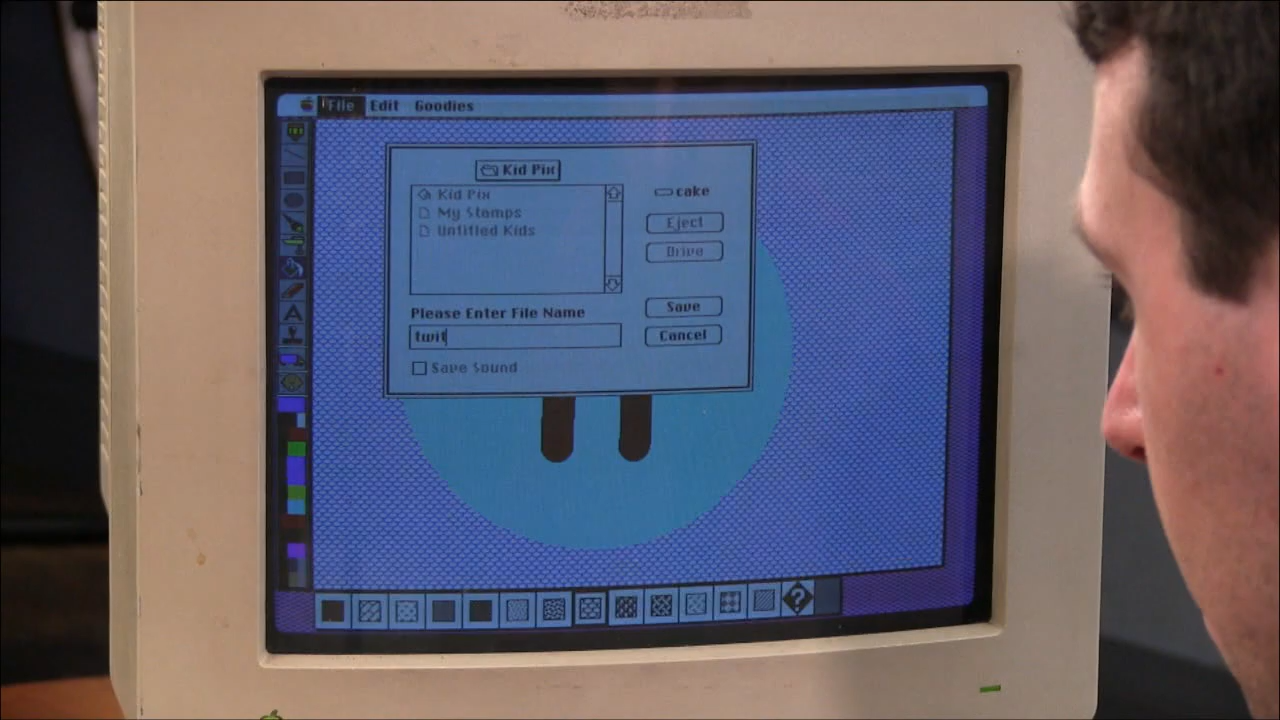 File Edit Goodies
Kid Pix
Kid Pix
My Stamps
Untitled Kids
cake
Eject
Drive
Please Enter File Name
Save
twit
Cancel
Save Sound
A
?